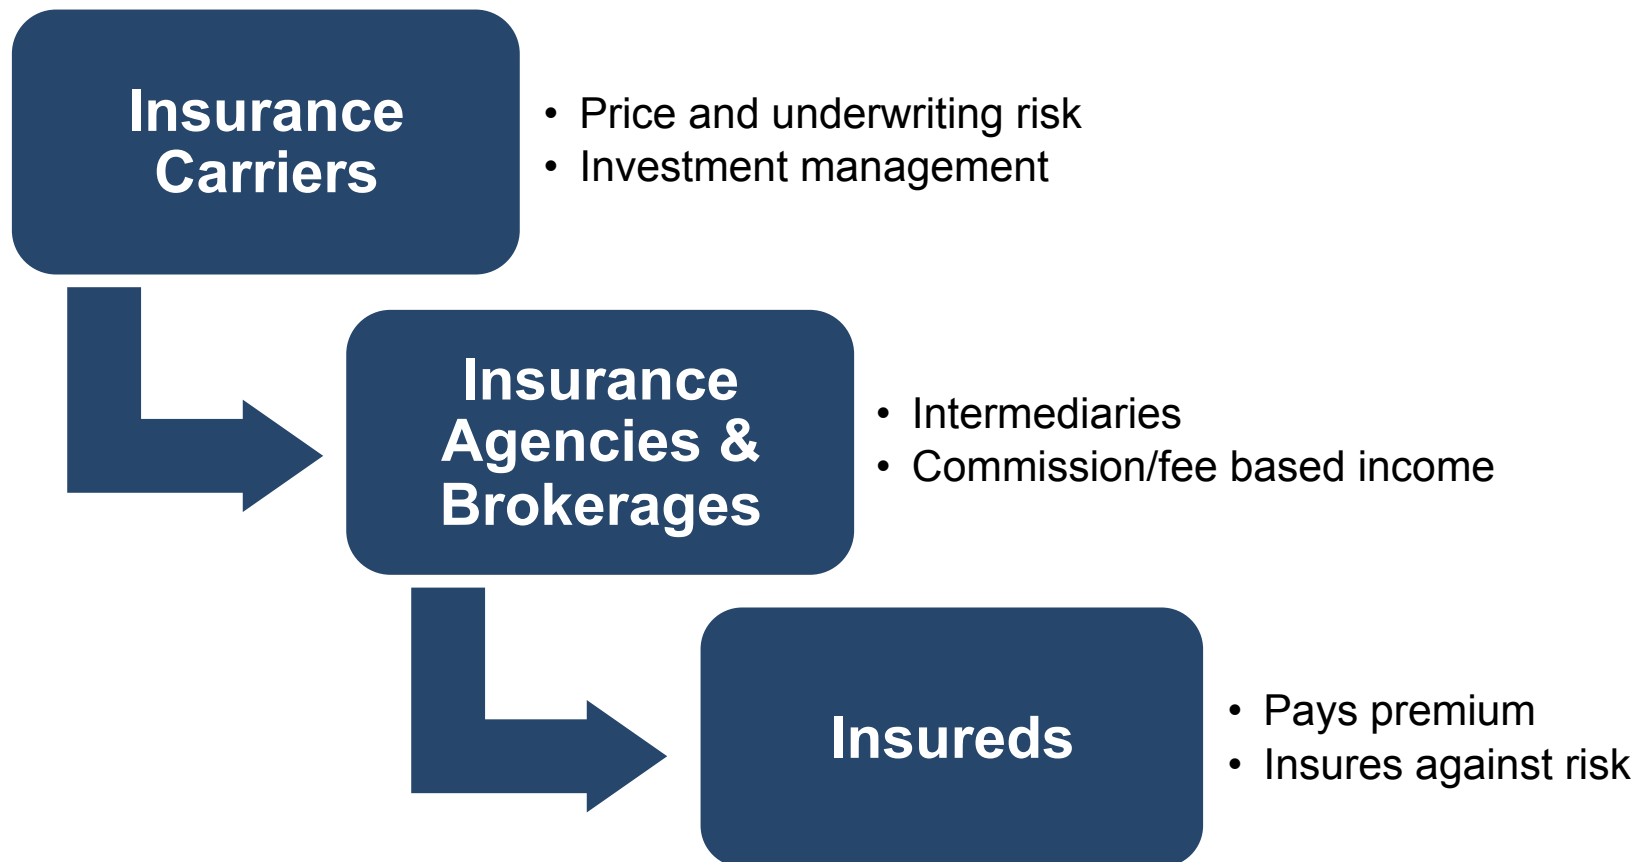 Insurance
Carriers
• Price and underwriting risk
• Investment management
Insurance
Agencies &
Brokerages
• Intermediaries
• Commission/fee based income
Insureds
• Pays premium
• Insures against risk